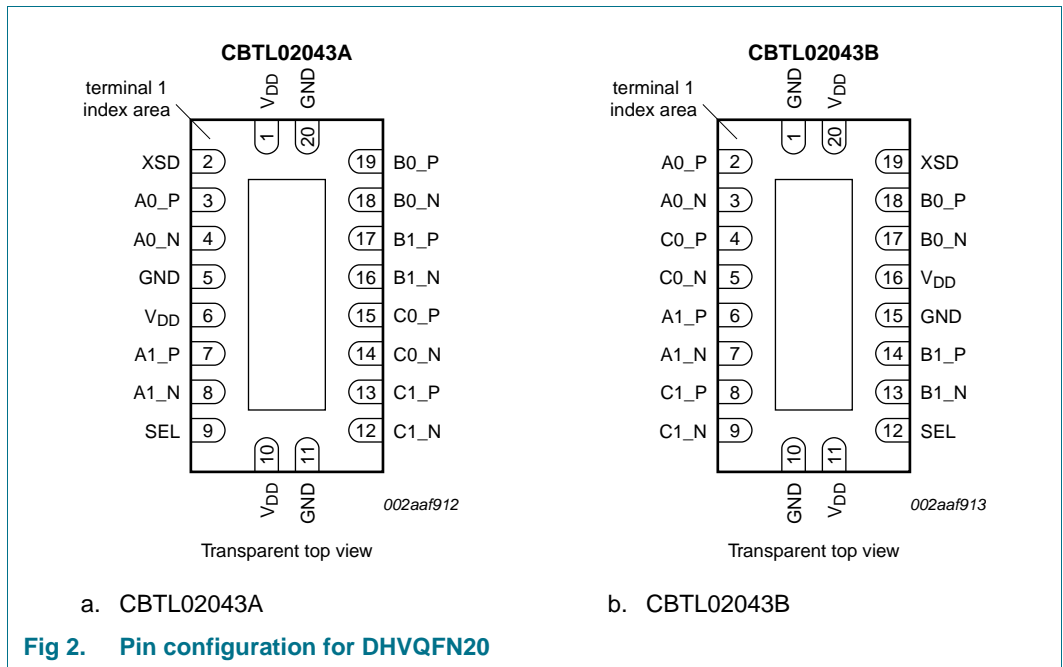 CBTL02043A
terminal 1
index area
VDD
GND
1
20
XSD 2
19 B0_P
A0_P 3
18 B0_N
A0_N 4
17 B1_P
GND 5
16 B1_N
VDD 6
15 C0_P
A1_P 7
14 C0_N
A1_N 8
13 C1_P
SEL 9
12 C1_N
10
11
VDD
GND
002aaf912
Transparent top view
a. CBTL02043A
CBTL02043B
terminal 1
index area
GND
VDD
1
20
A0_P 2
19 XSD
A0_N 3
18 B0_P
C0_P 4
17 B0_N
C0_N 5
16 VDD
A1_P 6
15 GND
A1_N 7
14 B1_P
C1_P 8
13 B1_N
C1_N 9
12 SEL
10
11
GND
VDD
002aaf913
Transparent top view
b. CBTL02043B
Fig 2. Pin configuration for DHVQFN20